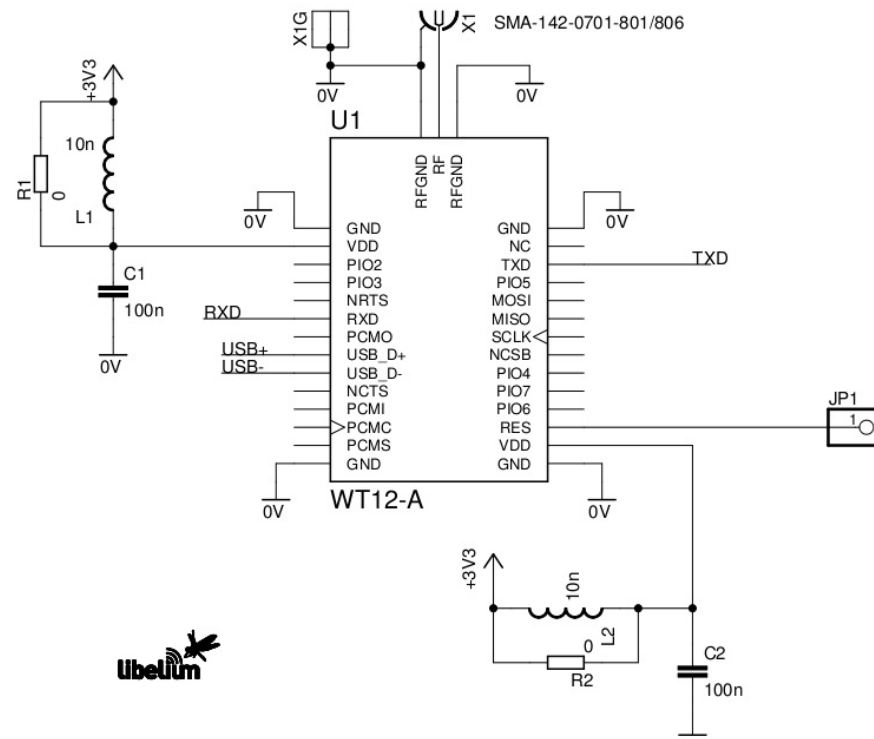 X1G
X1
SMA-142-0701-801/806
0V
0V
+3V3
U1
10n
R1
0
L1
RFGND
RF
RFGND
0V
0V
GND
GND
VDD
NC
PIO2
TXD
TXD
C1
PIO3
PIO5
100n
NRTS
MOSI
RXD
RXD
MISO
PCMO
SCLK
USB+
USB_D+
NCSB
0V
USB-
USB_D-
PIO4
NCTS
PIO7
JP1
PCMI
PIO6
PCMC
RES
1
PCMS
VDD
GND
GND
WT12-A
0V
0V
+3V3
10n
0
L2
R2
C2
100n
libelium